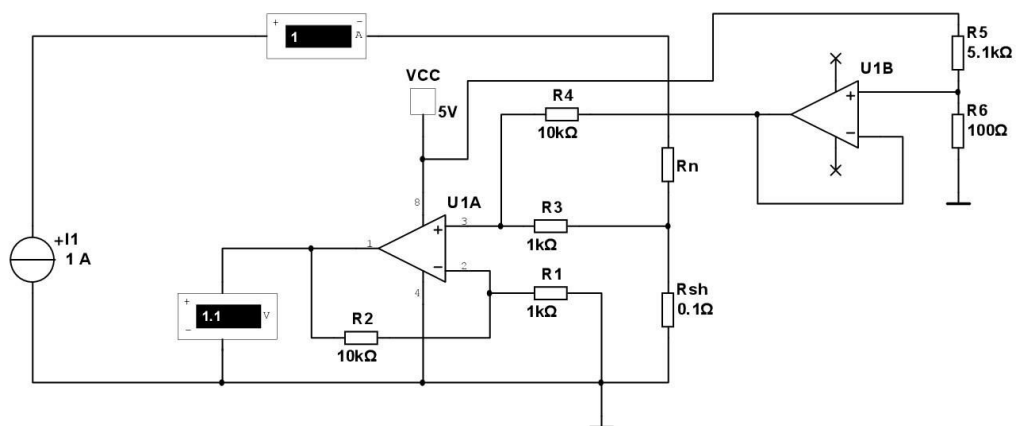 + 1 − A
VCC
5V
R5
5.1kΩ
U1B
+
−
R6
100Ω
R4
10kΩ
Rn
+I1
1 A
8
U1A
1
+ 3
− 2
4
R3
1kΩ
R1
1kΩ
Rsh
0.1Ω
+ 1.1 V
−
R2
10kΩ